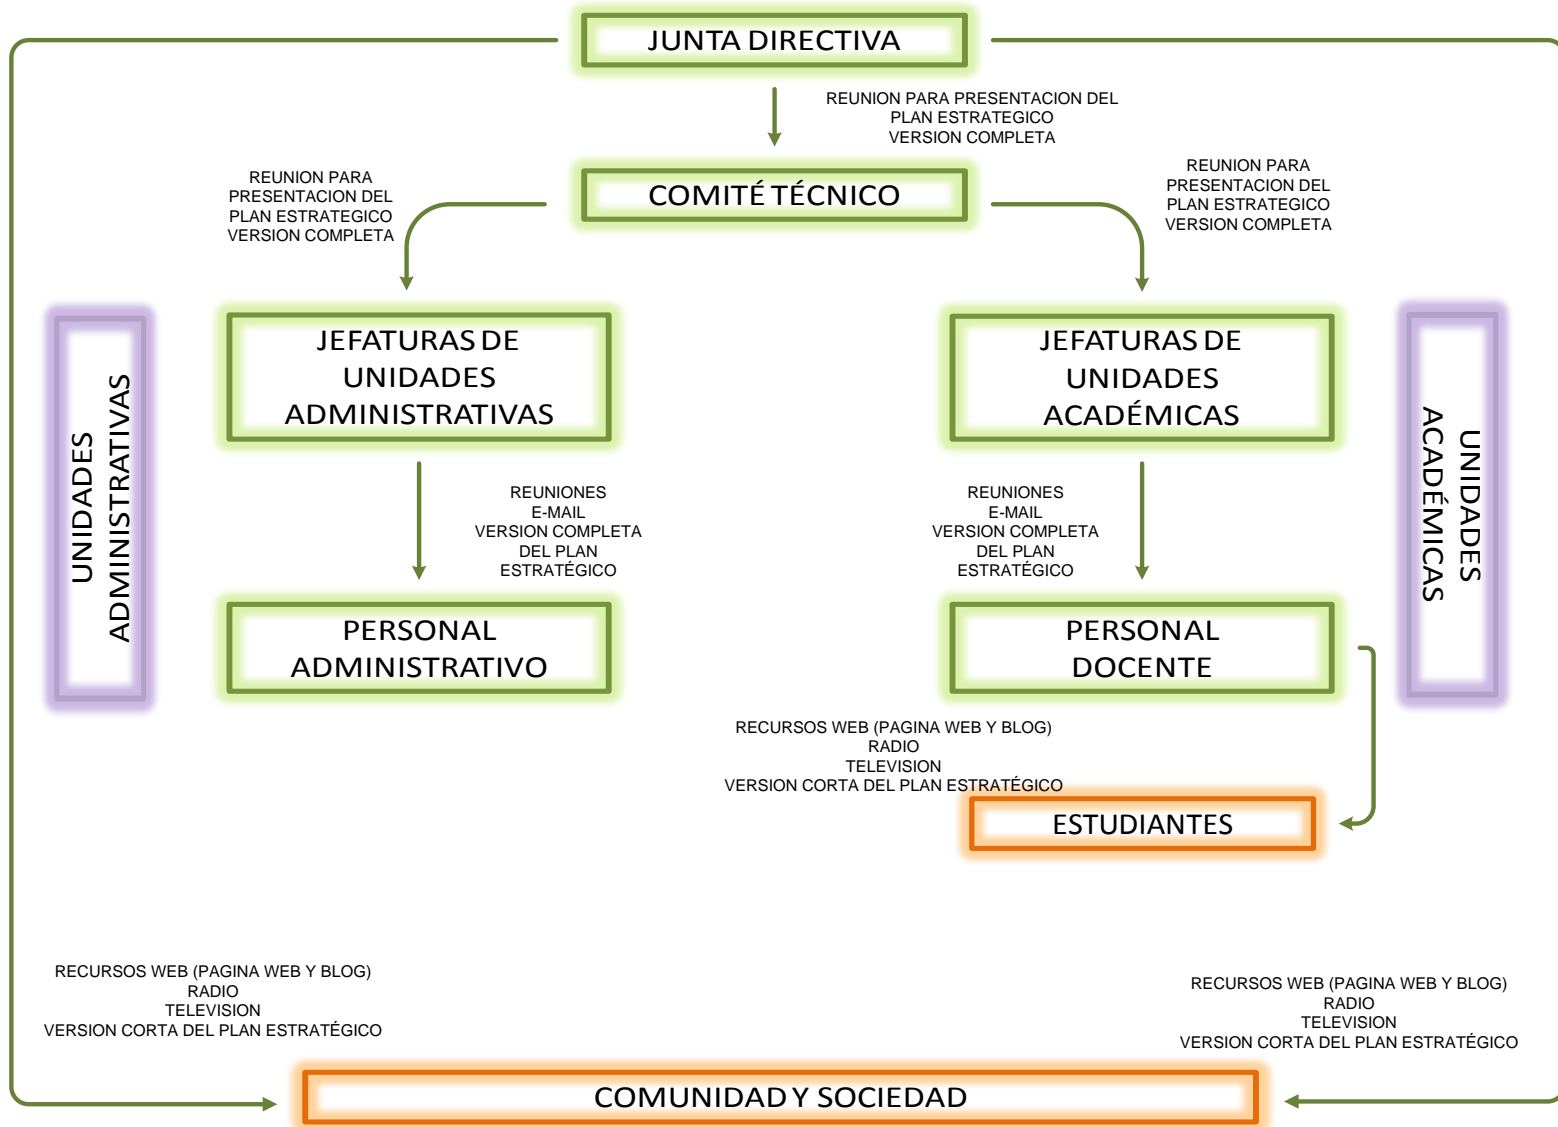 JUNTA DIRECTIVA
REUNION PARA PRESENTACION DEL
PLAN ESTRATEGICO
VERSION COMPLETA
COMITÉ TÉCNICO
REUNION PARA
PRESENTACION DEL
PLAN ESTRATEGICO
VERSION COMPLETA
REUNION PARA
PRESENTACION DEL
PLAN ESTRATEGICO
VERSION COMPLETA
UNIDADES
ADMINISTRATIVAS
JEFATURAS DE
UNIDADES
ADMINISTRATIVAS
JEFATURAS DE
UNIDADES
ACADÉMICAS
UNIDADES
ACADÉMICAS
REUNIONES
E-MAIL
VERSION COMPLETA
DEL PLAN
ESTRATÉGICO
REUNIONES
E-MAIL
VERSION COMPLETA
DEL PLAN
ESTRATÉGICO
PERSONAL
ADMINISTRATIVO
PERSONAL
DOCENTE
RECURSOS WEB (PAGINA WEB Y BLOG)
RADIO
TELEVISION
VERSION CORTA DEL PLAN ESTRATÉGICO
ESTUDIANTES
RECURSOS WEB (PAGINA WEB Y BLOG)
RADIO
TELEVISION
VERSION CORTA DEL PLAN ESTRATÉGICO
RECURSOS WEB (PAGINA WEB Y BLOG)
RADIO
TELEVISION
VERSION CORTA DEL PLAN ESTRATÉGICO
COMUNIDAD Y SOCIEDAD